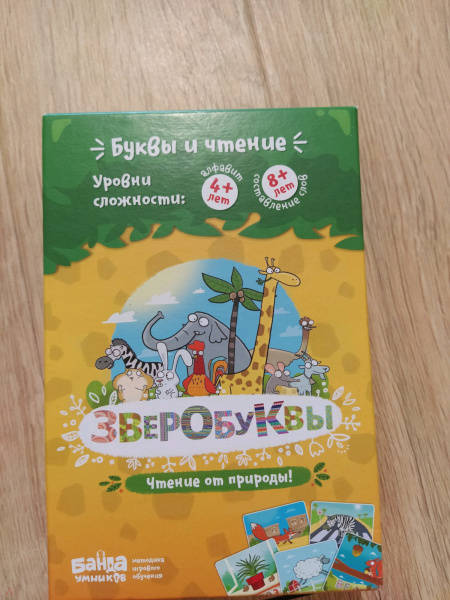 Буквы и чтение
Уровни
сложности:
алфавит
4+
лет
8+
лет
составление слов
ЗВЕРОБУКВЫ
Чтение от природы!
БАНДА
УМНИКОВ
методика
игрового
обучения